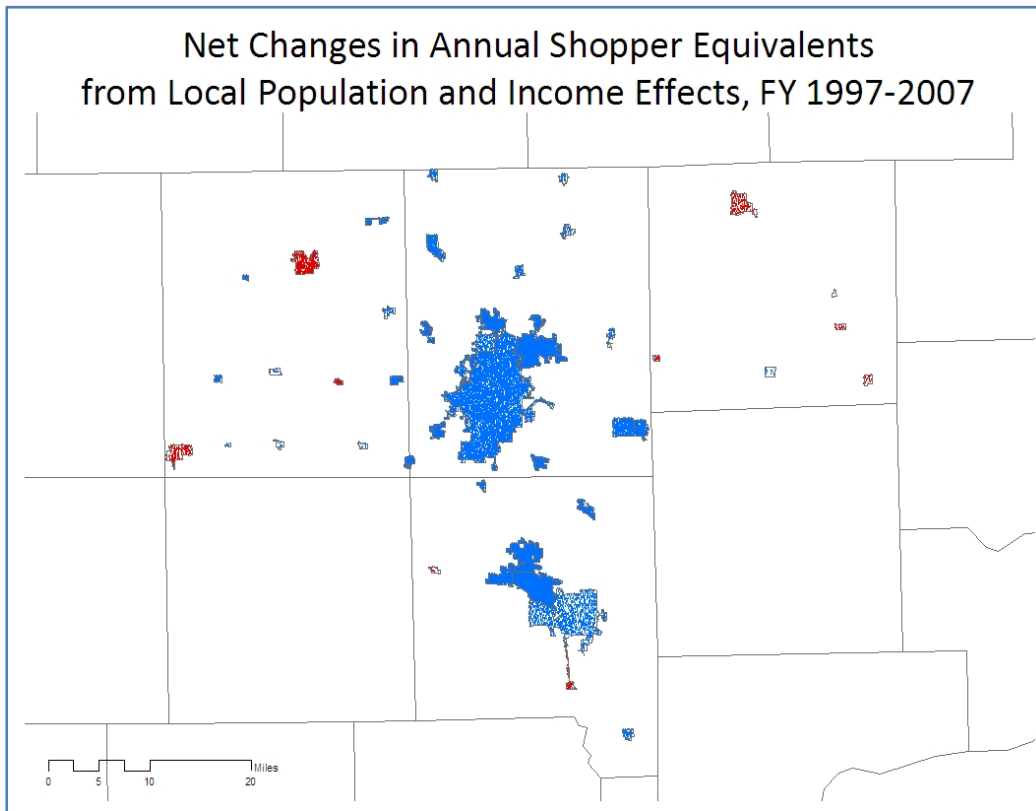 Net Changes in Annual Shopper Equivalents
from Local Population and Income Effects, FY 1997-2007
Miles
0 5 10 20